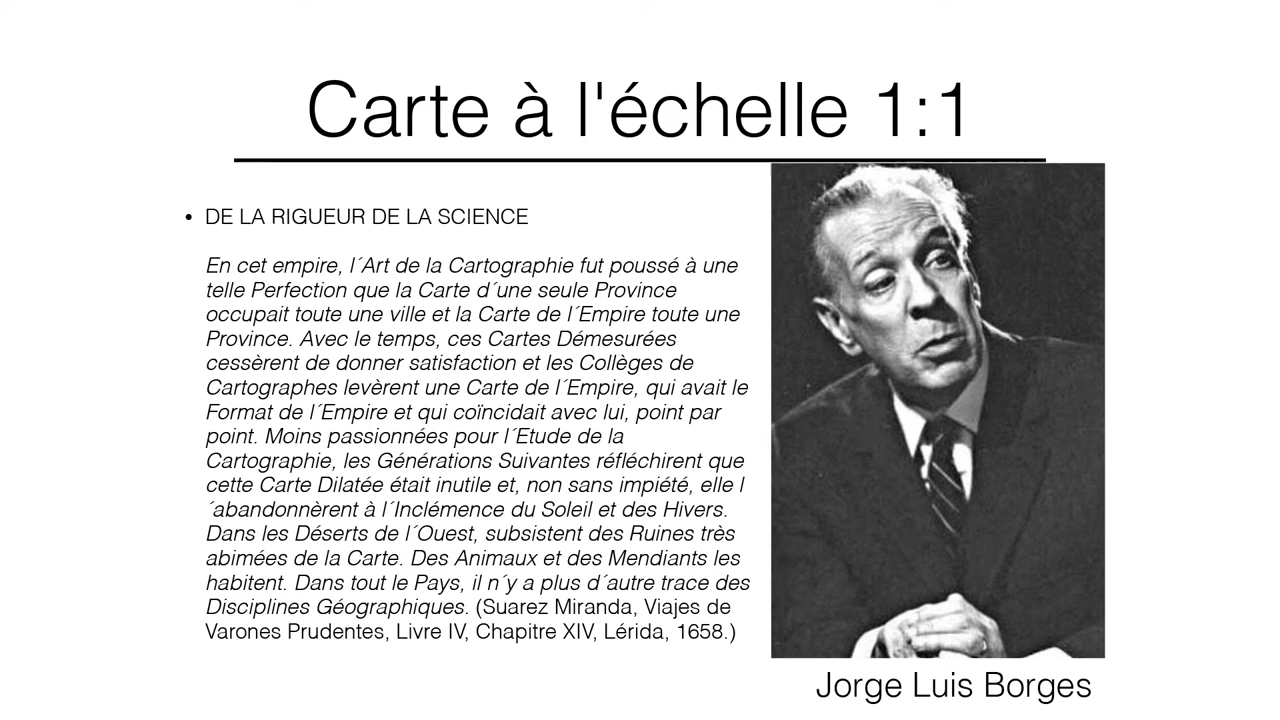 Carte à l'échelle 1:1
• DE LA RIGUEUR DE LA SCIENCE
En cet empire, l´Art de la Cartographie fut poussé à une
telle Perfection que la Carte d´une seule Province
occupait toute une ville et la Carte de l´Empire toute une
Province. Avec le temps, ces Cartes Démesurées
cessèrent de donner satisfaction et les Collèges de
Cartographes levèrent une Carte de l´Empire, qui avait le
Format de l´Empire et qui coïncidait avec lui, point par
point. Moins passionnées pour l´Etude de la
Cartographie, les Générations Suivantes réfléchirent que
cette Carte Dilatée était inutile et, non sans impiété, elle l
´abandonnèrent à l´Inclémence du Soleil et des Hivers.
Dans les Déserts de l´Ouest, subsistent des Ruines très
abimées de la Carte. Des Animaux et des Mendiants les
habitent. Dans tout le Pays, il n´y a plus d´autre trace des
Disciplines Géographiques. (Suarez Miranda, Viajes de
Varones Prudentes, Livre IV, Chapitre XIV, Lérida, 1658.)
Jorge Luis Borges